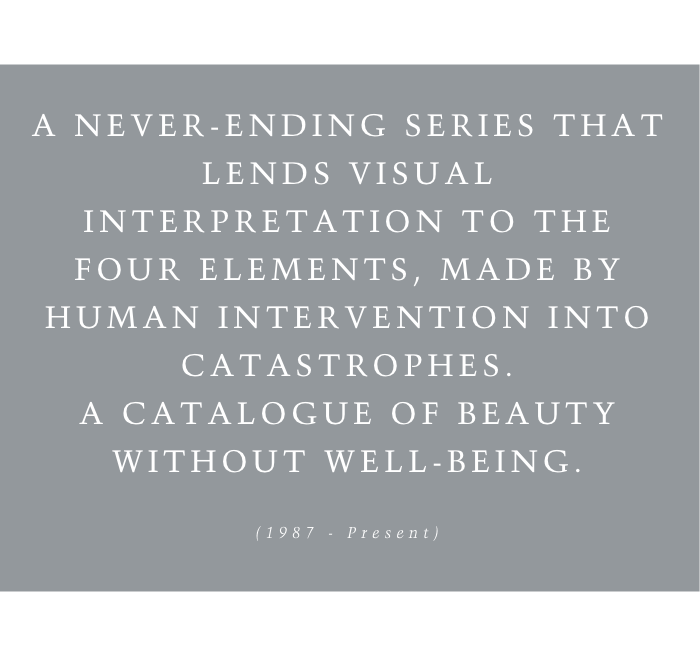 A NEVER-ENDING SERIES THAT
LENDS VISUAL
INTERPRETATION TO THE
FOUR ELEMENTS, MADE BY
HUMAN INTERVENTION INTO
CATASTROPHES.
A CATALOGUE OF BEAUTY
WITHOUT WELL-BEING.
(1987 - Present)